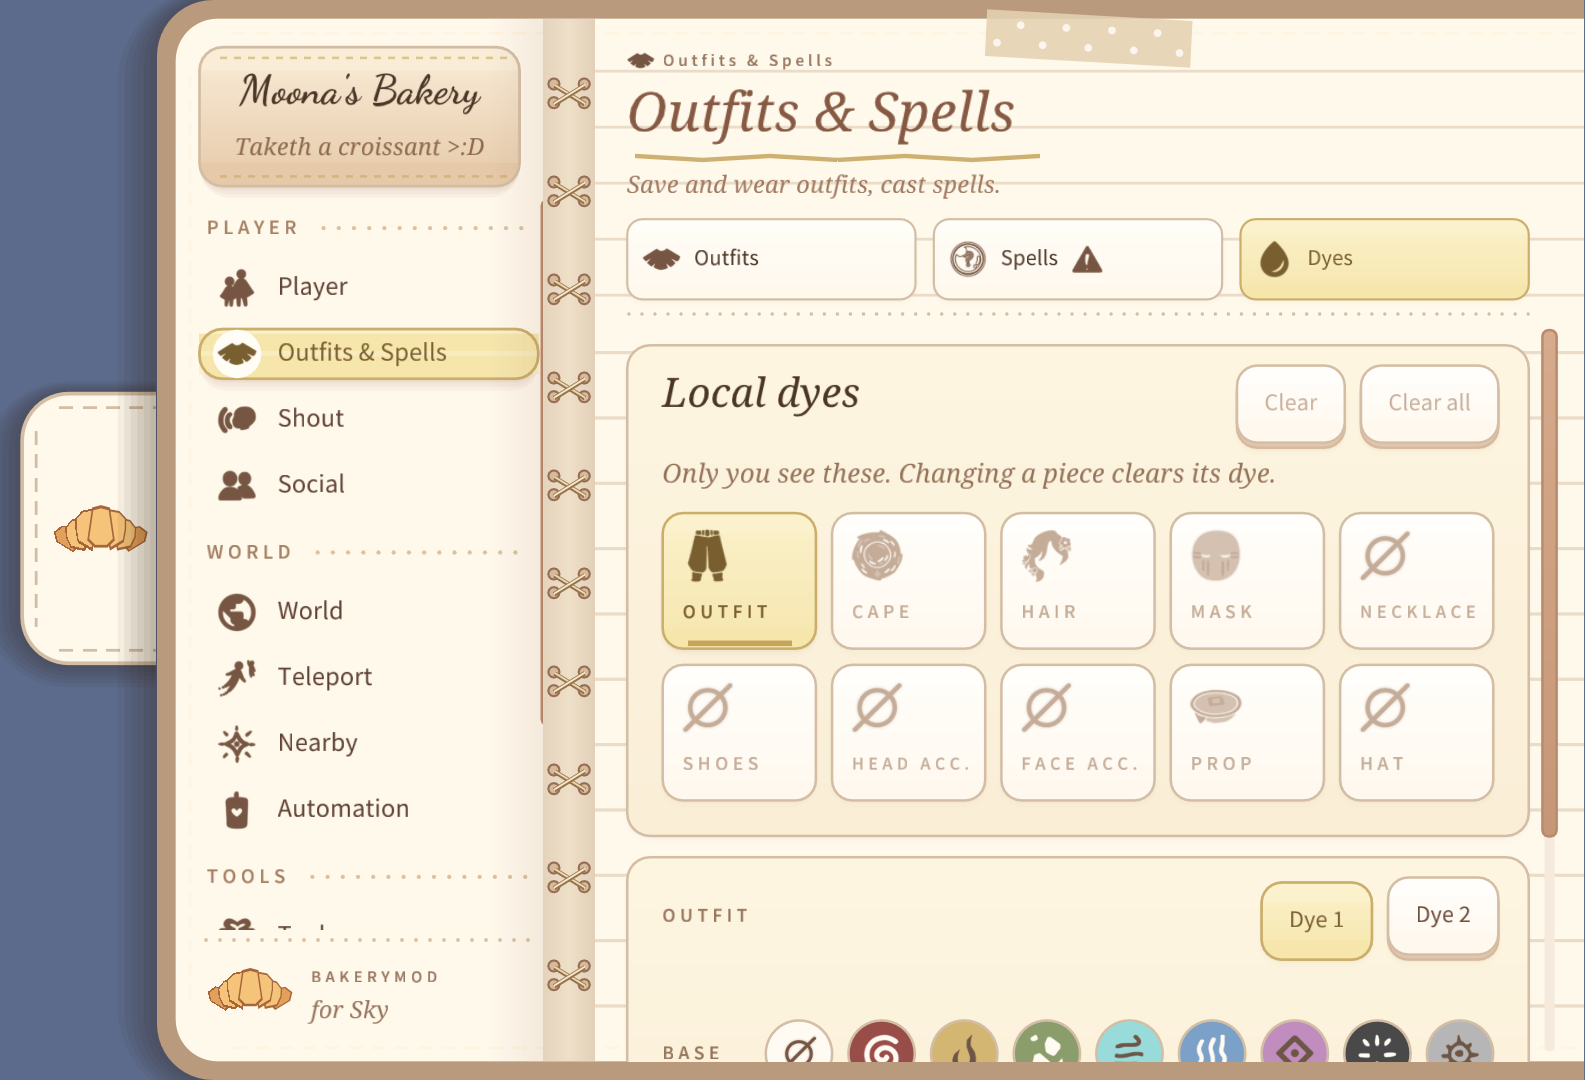 Moona's Bakery
Taketh a croissant >:D
PLAYER
Player
Outfits & Spells
Shout
Social
WORLD
World
Teleport
Nearby
Automation
TOOLS
BAKERYMOD
for Sky
Outfits & Spells
Outfits & Spells
Save and wear outfits, cast spells.
Outfits
Spells
Dyes
Local dyes
Clear
Clear all
Only you see these. Changing a piece clears its dye.
OUTFIT
CAPE
HAIR
MASK
NECKLACE
SHOES
HEAD ACC.
FACE ACC.
PROP
HAT
OUTFIT
Dye 1
Dye 2
BASE